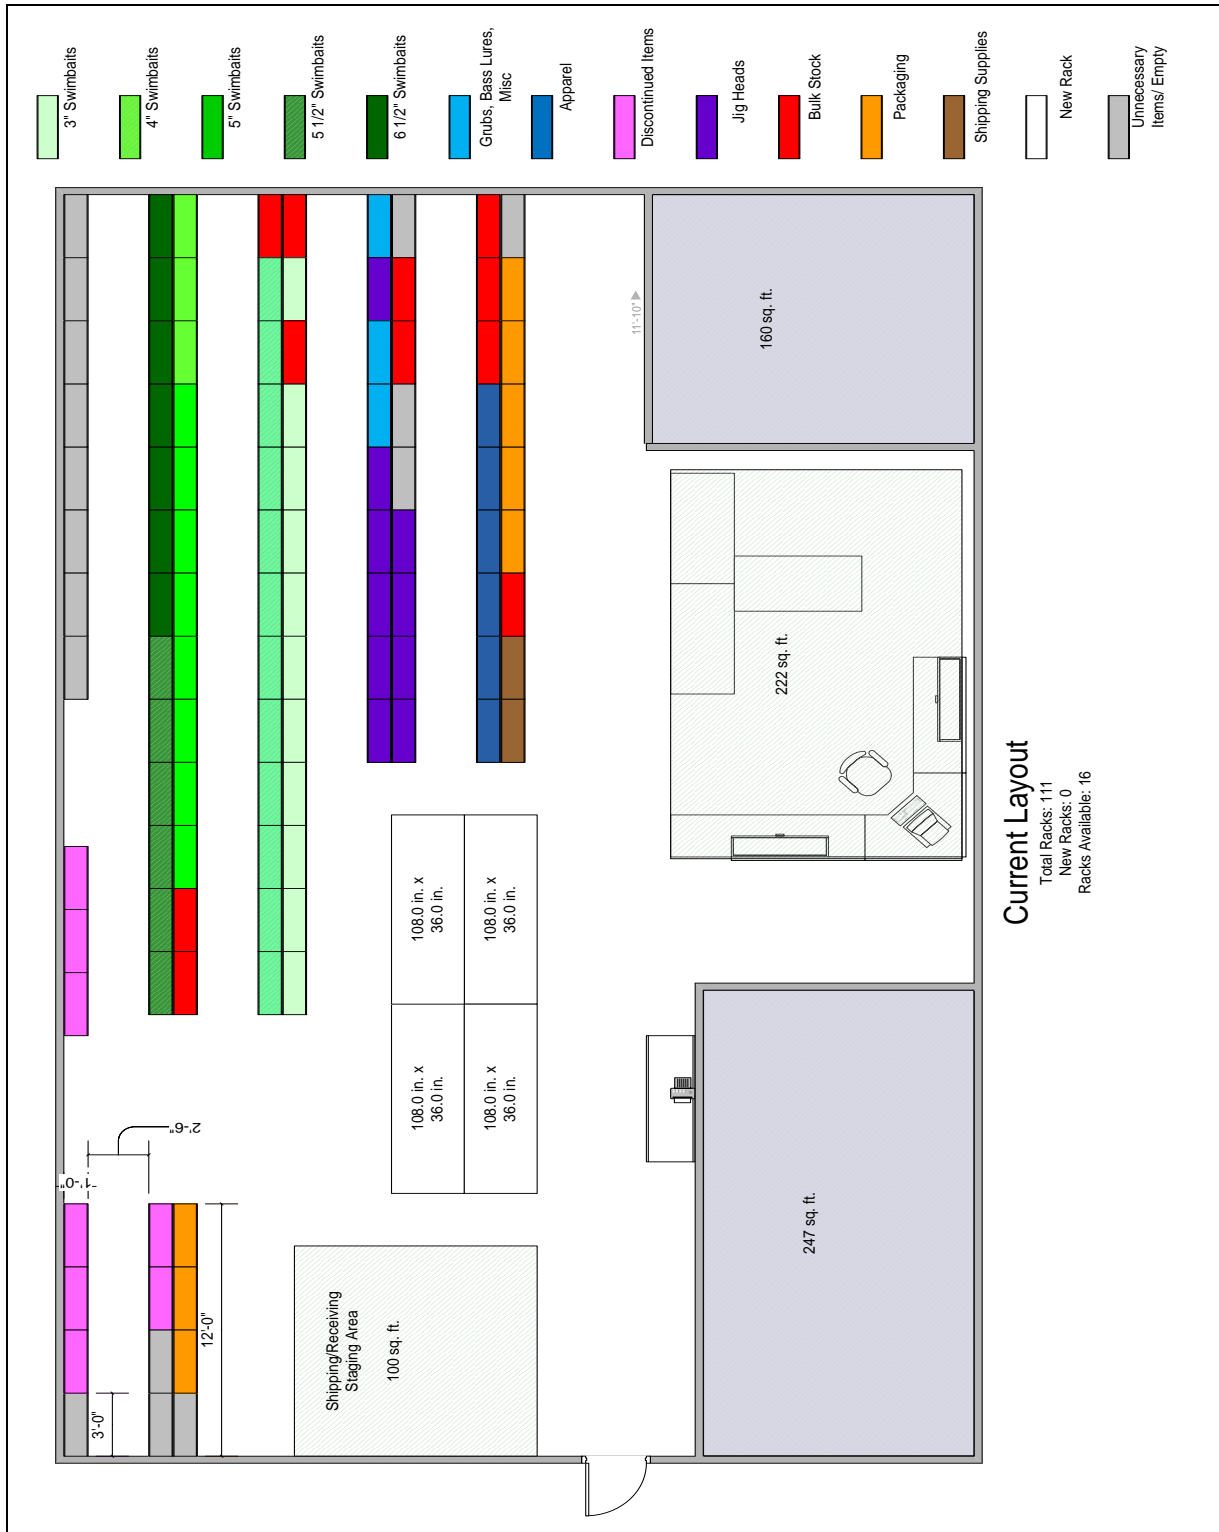 3" Swimbaits
4" Swimbaits
5" Swimbaits
5 1/2" Swimbaits
6 1/2" Swimbaits
Grubs, Bass Lures,
Misc
Apparel
Discontinued Items
Jig Heads
Bulk Stock
Packaging
Shipping Supplies
New Rack
Unnecessary
Items/ Empty
11'-10"
160 sq. ft.
222 sq. ft.
108.0 in. x
36.0 in.
108.0 in. x
36.0 in.
108.0 in. x
36.0 in.
108.0 in. x
36.0 in.
2'-6"
1'-0"
12'-0"
3'-0"
Shipping/Receiving
Staging Area
100 sq. ft.
247 sq. ft.
Current Layout
Total Racks: 111
New Racks: 0
Racks Available: 16